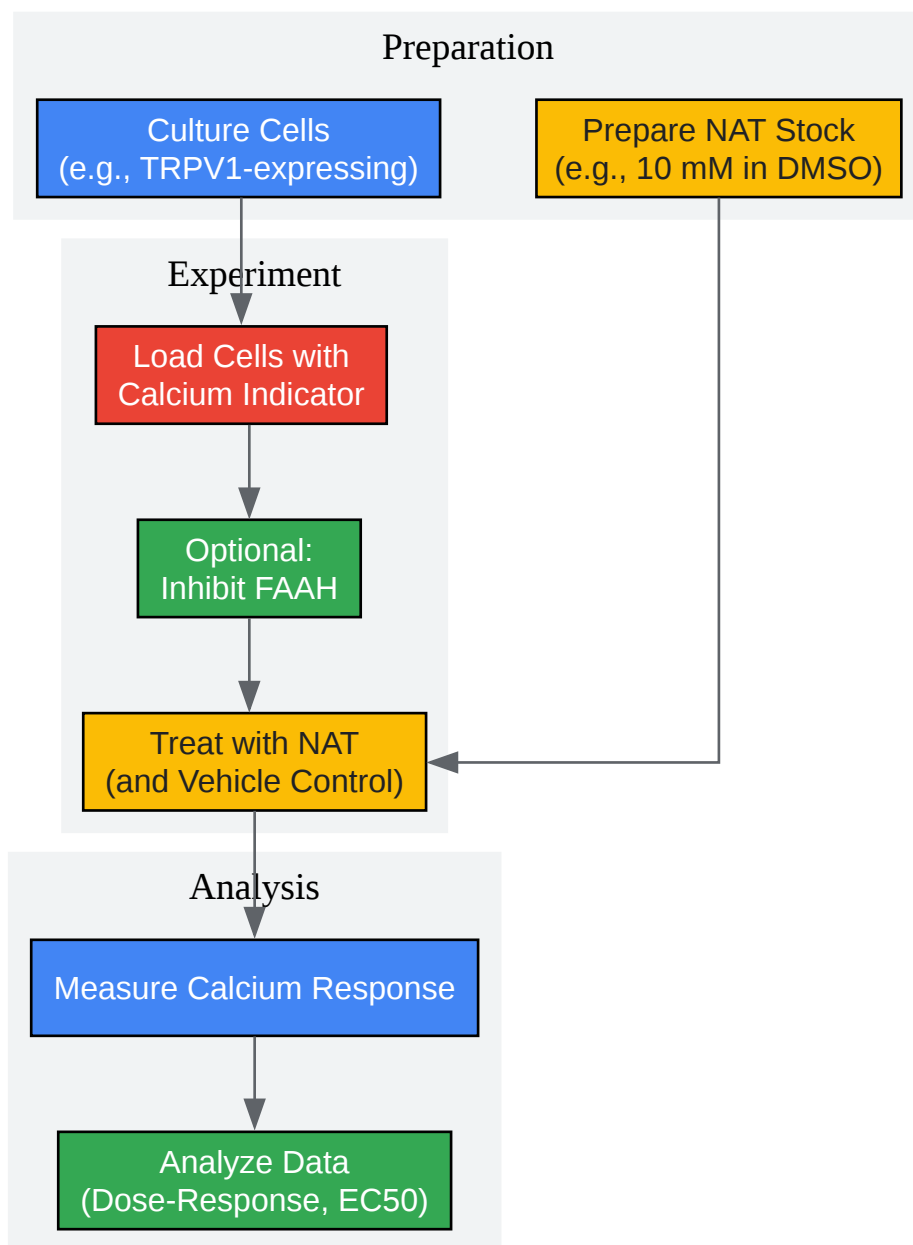 Preparation
Culture Cells
(e.g., TRPV1-expressing)
Prepare NAT Stock
(e.g., 10 mM in DMSO)
Experiment
Load Cells with
Calcium Indicator
Optional:
Inhibit FAAH
Treat with NAT
(and Vehicle Control)
Analysis
Measure Calcium Response
Analyze Data
(Dose-Response, EC50)